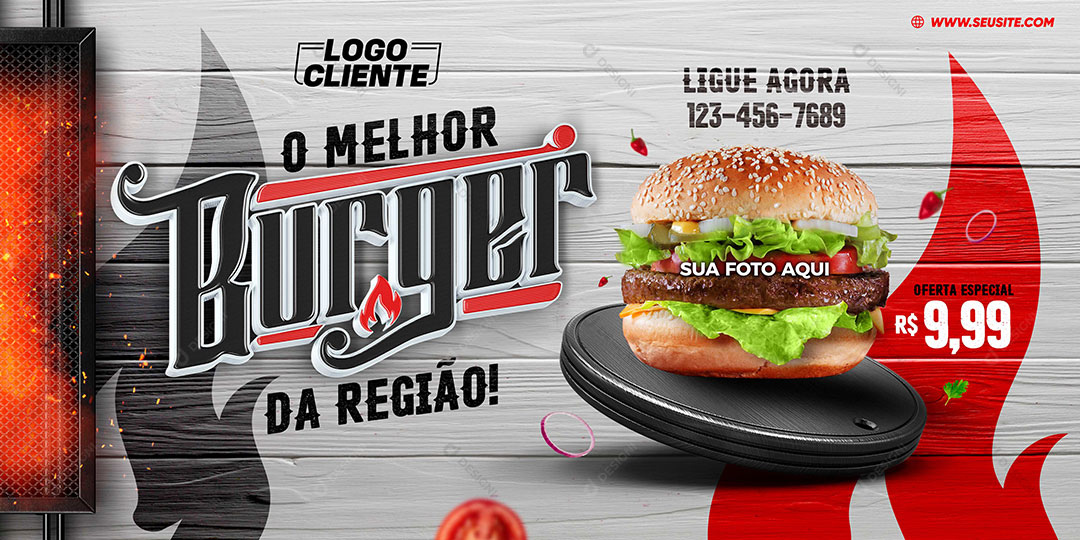 WWW.SEUSITE.COM
LOGO
CLIENTE
LIGUE AGORA
123-456-7689
O MELHOR
Burger
DA REGIÃO!
SUA FOTO AQUI
OFERTA ESPECIAL
R$ 9,99